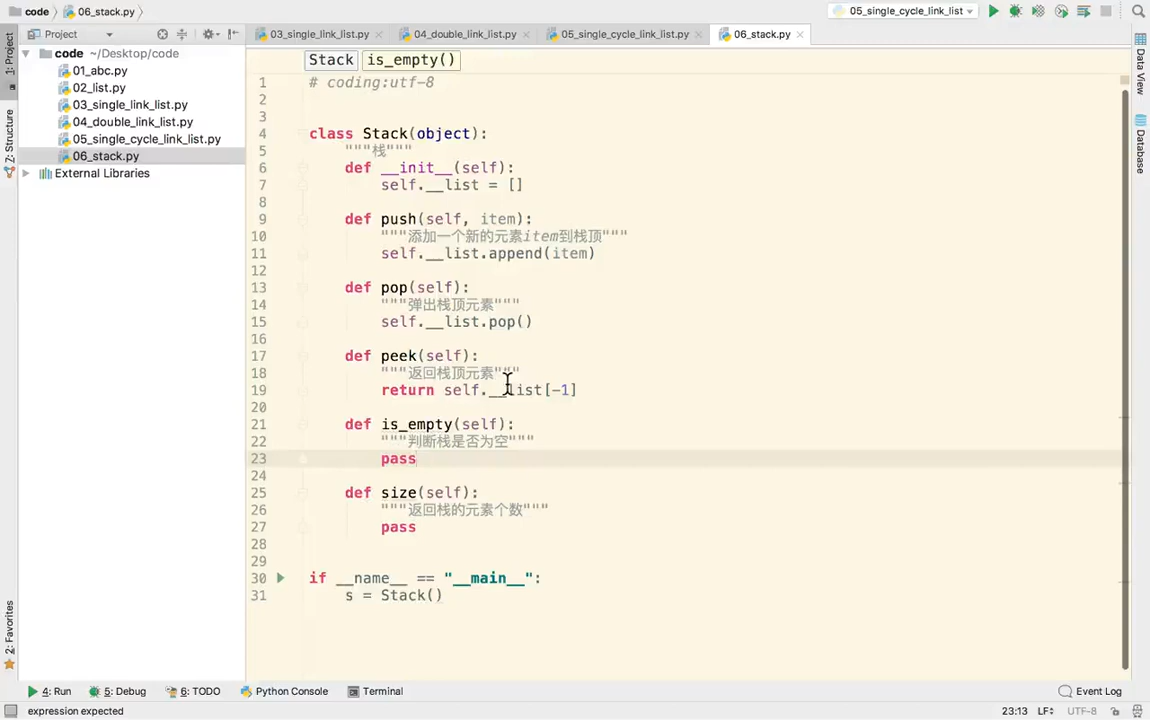 code 06_stack.py 05_single_cycle_link_list
Project 03_single_link_list.py 04_double_link_list.py 05_single_cycle_link_list.py 06_stack.py
1: Project
Z: Structure
2: Favorites
Data View
Database
code ~/Desktop/code
01_abc.py
02_list.py
03_single_link_list.py
04_double_link_list.py
05_single_cycle_link_list.py
06_stack.py
External Libraries
Stack is_empty()
1 # coding:utf-8
2
3
4 class Stack(object):
5 """栈"""
6 def __init__(self):
7 self.__list = []
8
9 def push(self, item):
10 """添加一个新的元素item到栈顶"""
11 self.__list.append(item)
12
13 def pop(self):
14 """弹出栈顶元素"""
15 self.__list.pop()
16
17 def peek(self):
18 """返回栈顶元素"""
19 return self.__list[-1]
20
21 def is_empty(self):
22 """判断栈是否为空"""
23 pass
24
25 def size(self):
26 """返回栈的元素个数"""
27 pass
28
29
30 if __name__ == "__main__":
31 s = Stack()
4: Run 5: Debug 6: TODO Python Console Terminal Event Log
expression expected 23:13 LF UTF-8